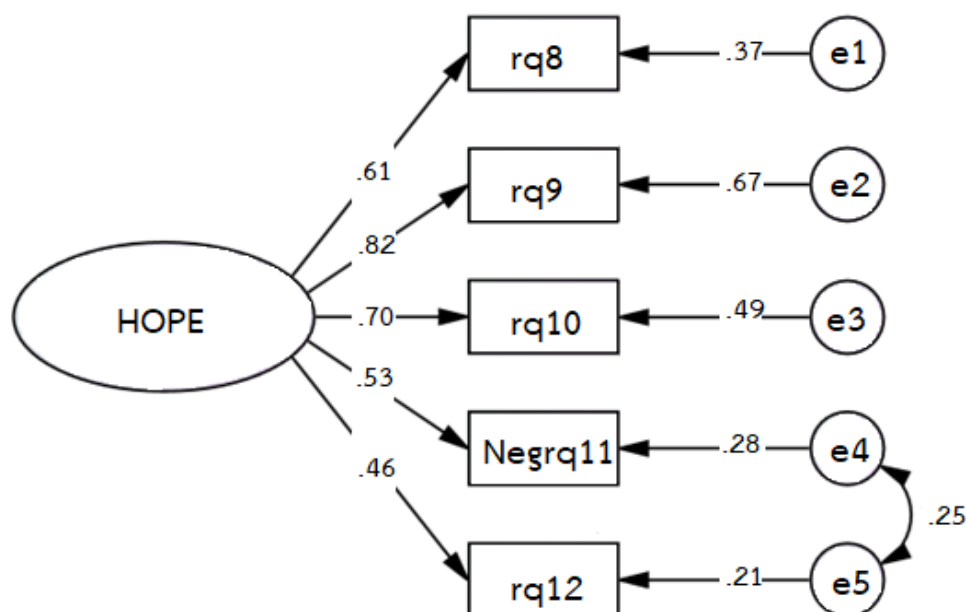 rq8
.37
e1
.61
rq9
.67
e2
.82
HOPE
.70
rq10
.49
e3
.53
Negrq11
.28
e4
.46
.25
rq12
.21
e5